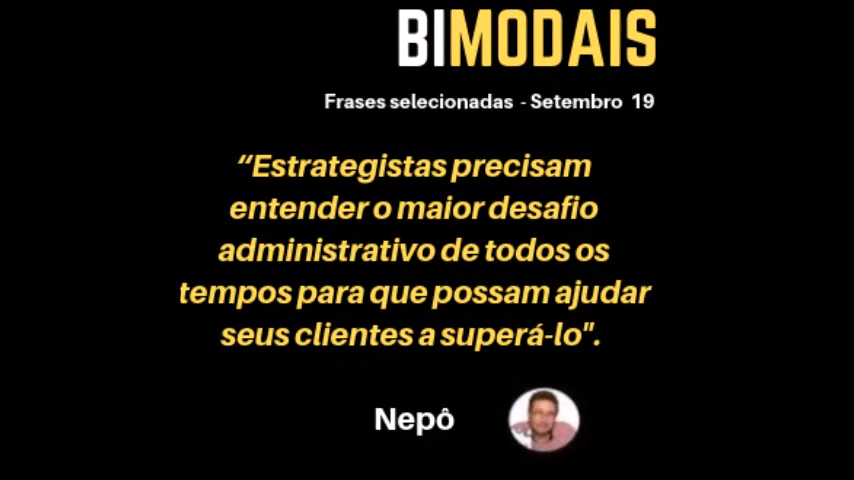 BIMODAIS
Frases selecionadas - Setembro 19
“Estrategistas precisam
entender o maior desafio
administrativo de todos os
tempos para que possam ajudar
seus clientes a superá-lo".
Nepô